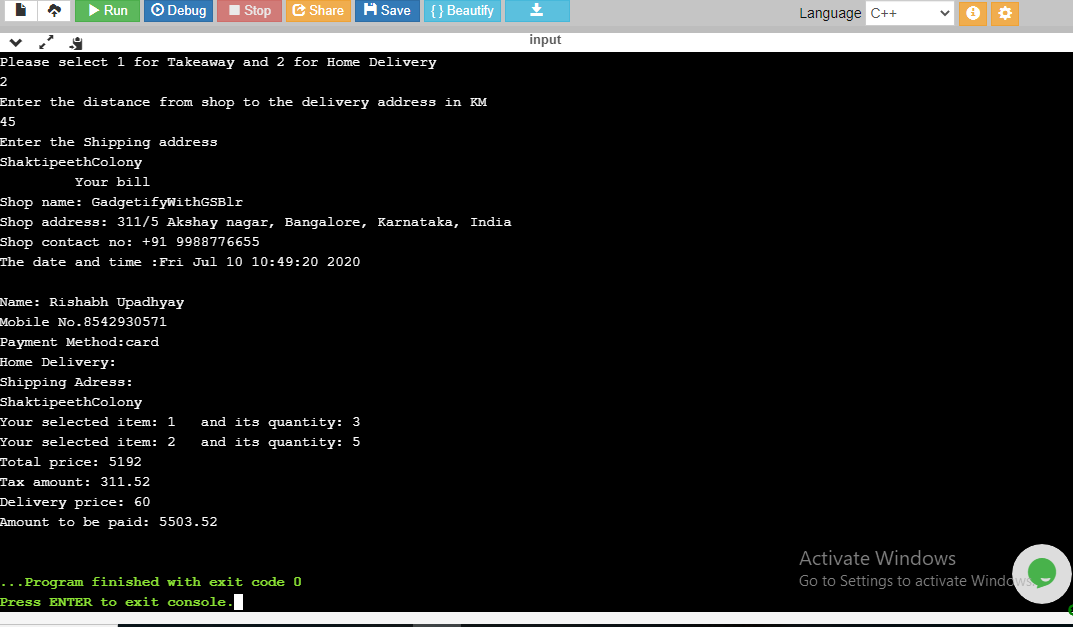 Run Debug Stop Share Save { } Beautify Language C++
input
Please select 1 for Takeaway and 2 for Home Delivery
2
Enter the distance from shop to the delivery address in KM
45
Enter the Shipping address
ShaktipeethColony
Your bill
Shop name: GadgetifyWithGSBlr
Shop address: 311/5 Akshay nagar, Bangalore, Karnataka, India
Shop contact no: +91 9988776655
The date and time :Fri Jul 10 10:49:20 2020
Name: Rishabh Upadhyay
Mobile No.8542930571
Payment Method:card
Home Delivery:
Shipping Adress:
ShaktipeethColony
Your selected item: 1   and its quantity: 3
Your selected item: 2   and its quantity: 5
Total price: 5192
Tax amount: 311.52
Delivery price: 60
Amount to be paid: 5503.52
...Program finished with exit code 0
Press ENTER to exit console.
Activate Windows
Go to Settings to activate Windows.